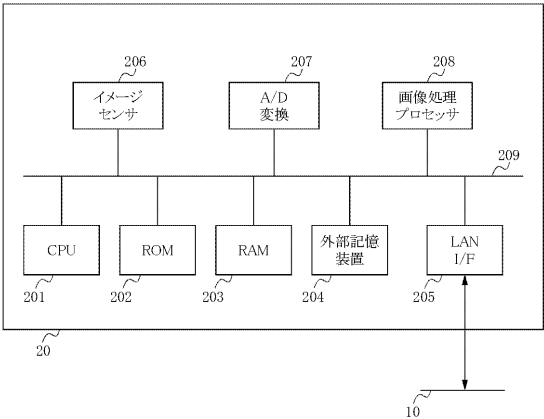 206
207
208
イメージ
センサ
A/D
変換
画像処理
プロセッサ
209
CPU
ROM
RAM
外部記憶
装置
LAN
I/F
201
202
203
204
205
20
10